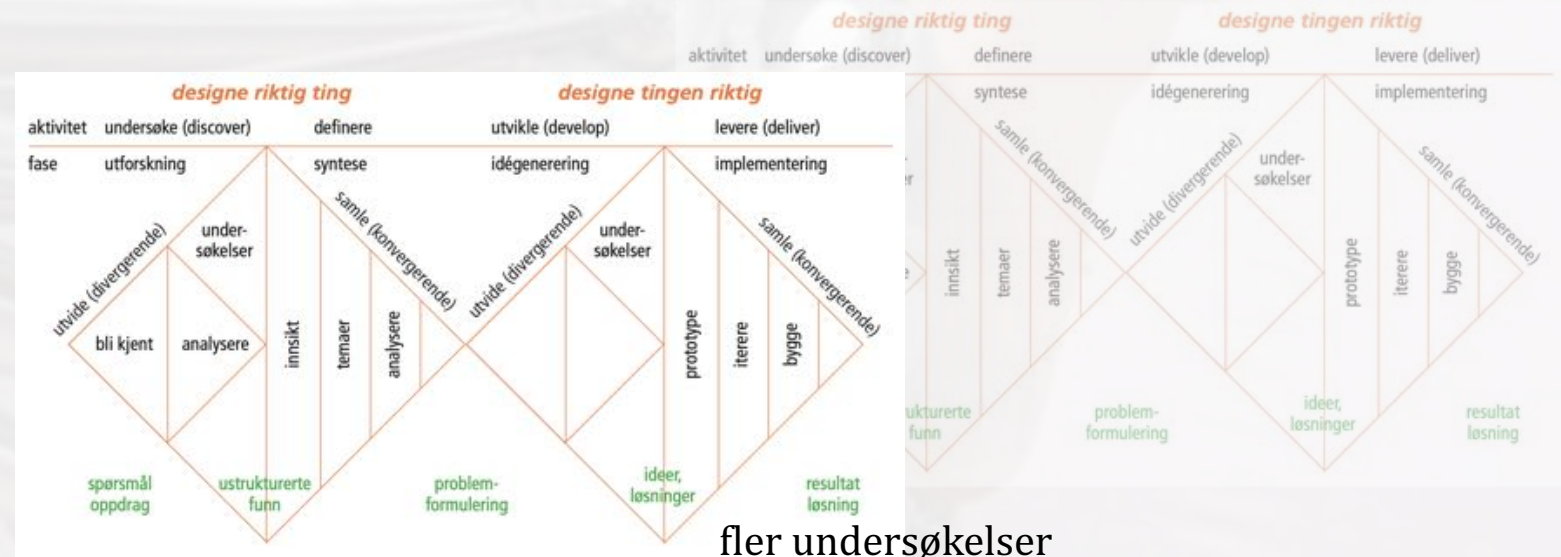 designe riktig ting designe tingen riktig
aktivitet undersøke (discover) definere utvikle (develop) levere (deliver)
fase utforskning syntese idégenerering implementering
utvide (divergerende)
under-
søkelser
samle (konvergerende)
bli kjent
analysere
innsikt
temaer
analysere
utvide (divergerende)
under-
søkelser
samle (konvergerende)
prototype
iterere
bygge
spørsmål
oppdrag
ustrukturerte
funn
problem-
formulering
ideer,
løsninger
resultat
løsning
designe riktig ting designe tingen riktig
aktivitet undersøke (discover) definere utvikle (develop) levere (deliver)
syntese idégenerering implementering
samle (konvergerende)
innsikt
temaer
analysere
utvide (divergerende)
under-
søkelser
samle (konvergerende)
prototype
iterere
bygge
funn
problem-
formulering
ideer,
løsninger
resultat
løsning
fler undersøkelser